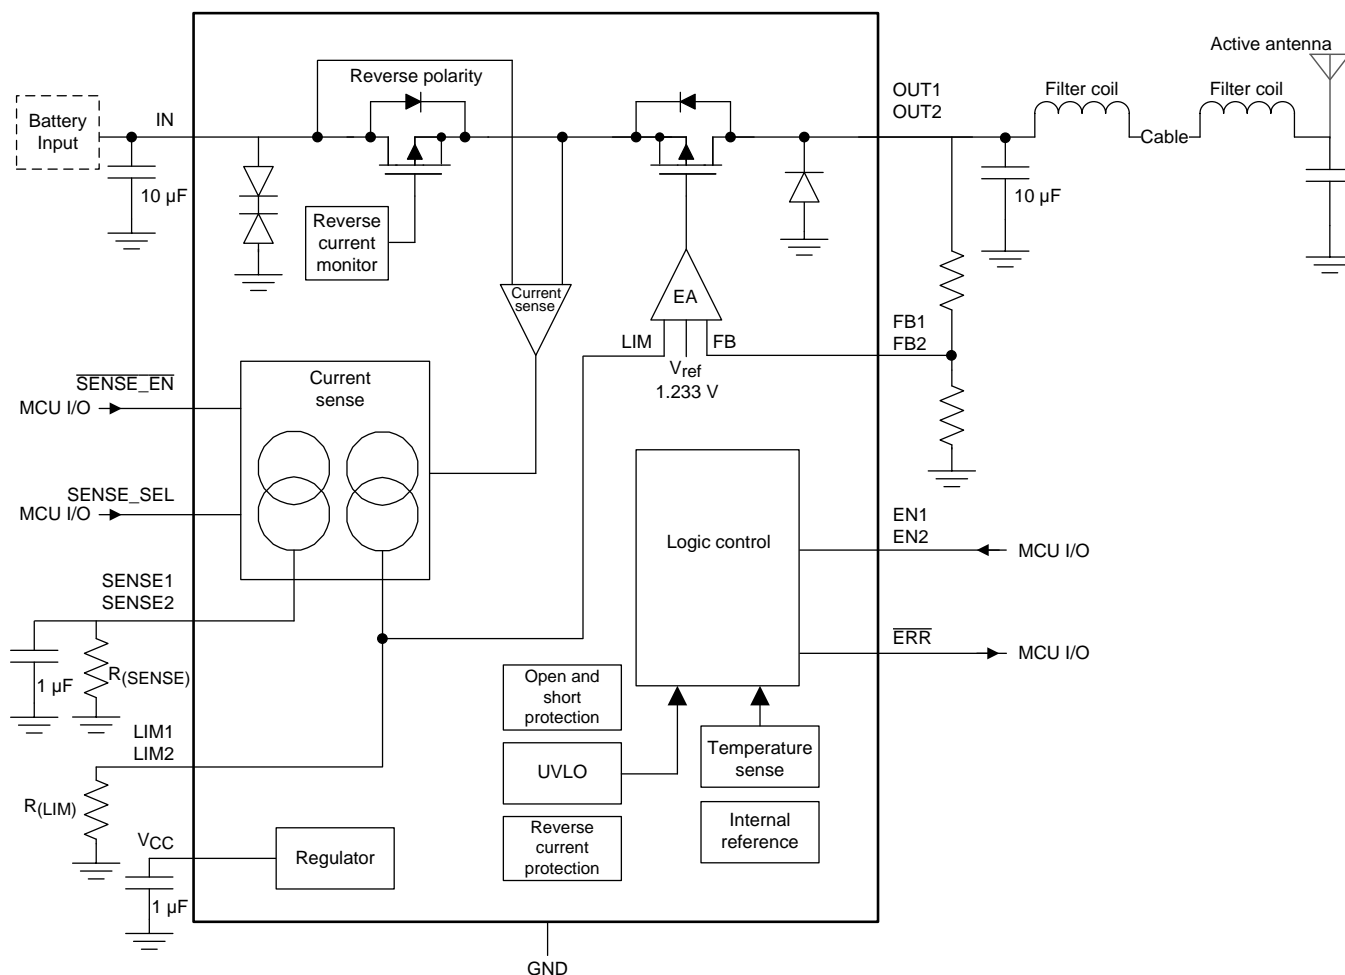 Active antenna
Reverse polarity
OUT1
OUT2
Filter coil
Filter coil
Battery
Input
IN
Cable
10 µF
10 µF
Reverse
current
monitor
Current
sense
EA
LIM
FB
FB1
FB2
Vref
1.233 V
SENSE_EN
MCU I/O
Current
sense
SENSE_SEL
MCU I/O
Logic control
EN1
EN2
MCU I/O
SENSE1
SENSE2
ERR
MCU I/O
1 µF
R(SENSE)
Open and
short
protection
LIM1
LIM2
UVLO
Temperature
sense
R(LIM)
VCC
Regulator
Reverse
current
protection
Internal
reference
1 µF
GND